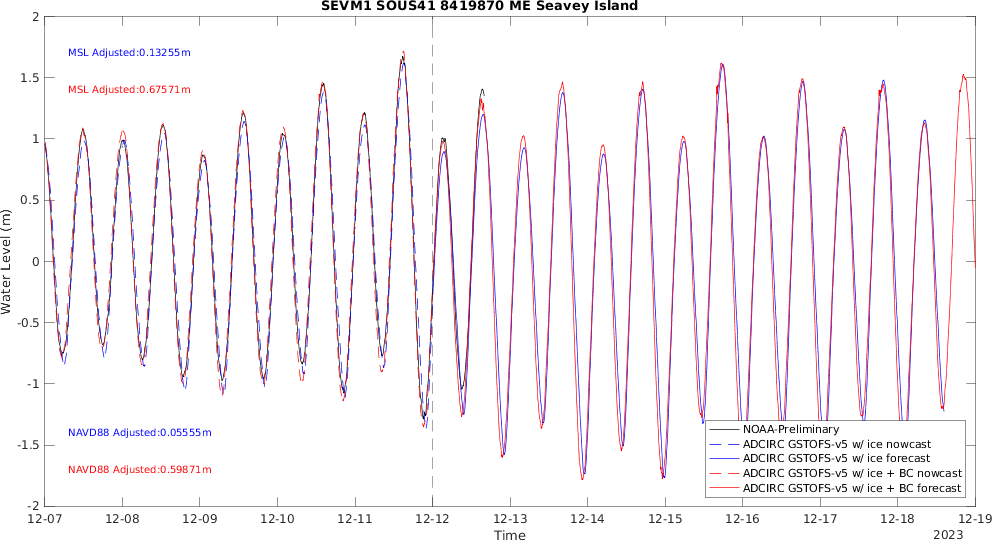 SEVM1 SOUS41 8419870 ME Seavey Island
2
1.5
1
0.5
0
-0.5
-1
-1.5
-2
Water Level (m)
MSL Adjusted:0.13255m
MSL Adjusted:0.67571m
NAVD88 Adjusted:0.05555m
NAVD88 Adjusted:0.59871m
NOAA-Preliminary
ADCIRC GSTOFS-v5 w/ ice nowcast
ADCIRC GSTOFS-v5 w/ ice forecast
ADCIRC GSTOFS-v5 w/ ice + BC nowcast
ADCIRC GSTOFS-v5 w/ ice + BC forecast
12-07 12-08 12-09 12-10 12-11 12-12 12-13 12-14 12-15 12-16 12-17 12-18 12-19
Time
2023